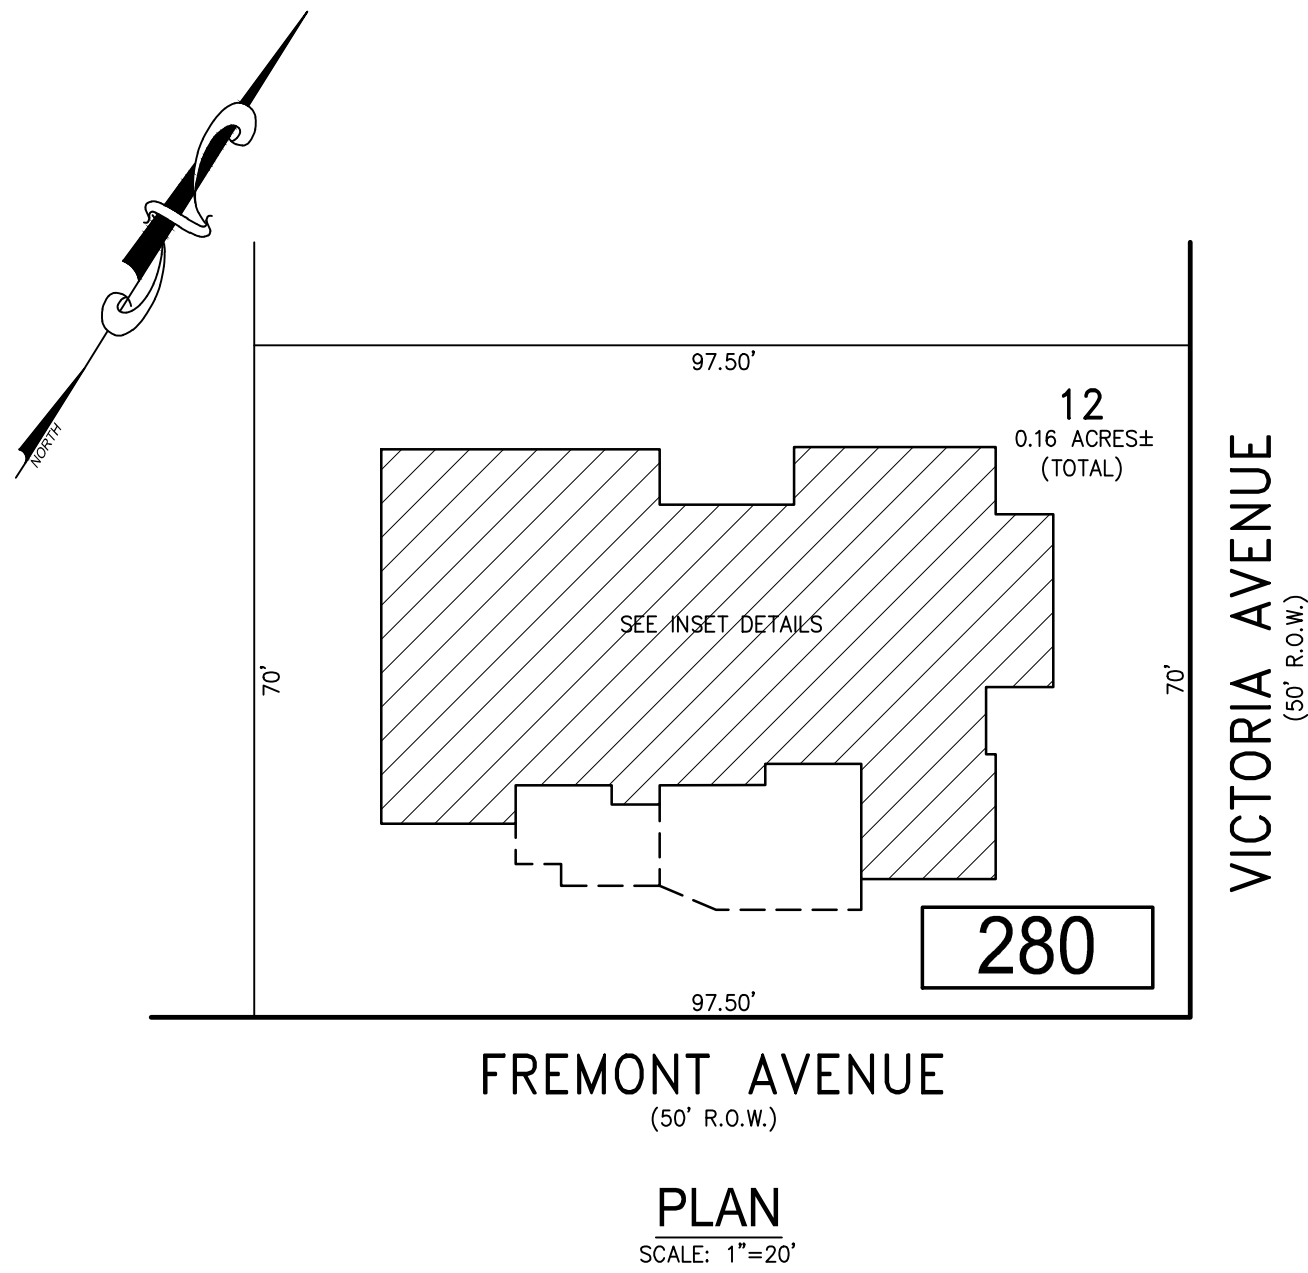 NORTH
97.50'
12
0.16 ACRES±
(TOTAL)
SEE INSET DETAILS
70'
70'
VICTORIA AVENUE
(50' R.O.W.)
280
97.50'
FREMONT AVENUE
(50' R.O.W.)
PLAN
SCALE: 1"=20'